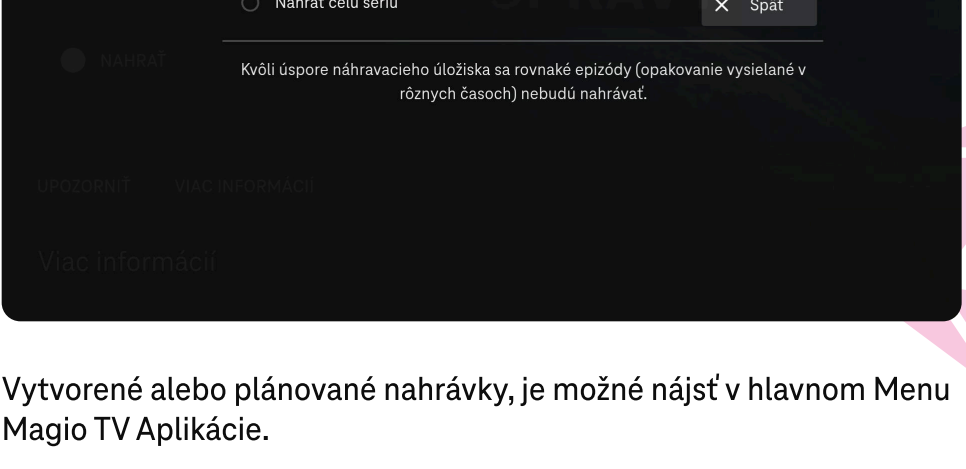 Nahrať celú sériu
Späť
NAHRAŤ
Kvôli úspore náhravacieho úložiska sa rovnaké epizódy (opakovanie vysielané v
rôznych časoch) nebudú nahrávať.
UPOZORNIŤ VIAC INFORMÁCIÍ
Viac informácií
Vytvorené alebo plánované nahrávky, je možné nájsť v hlavnom Menu
Magio TV Aplikácie.